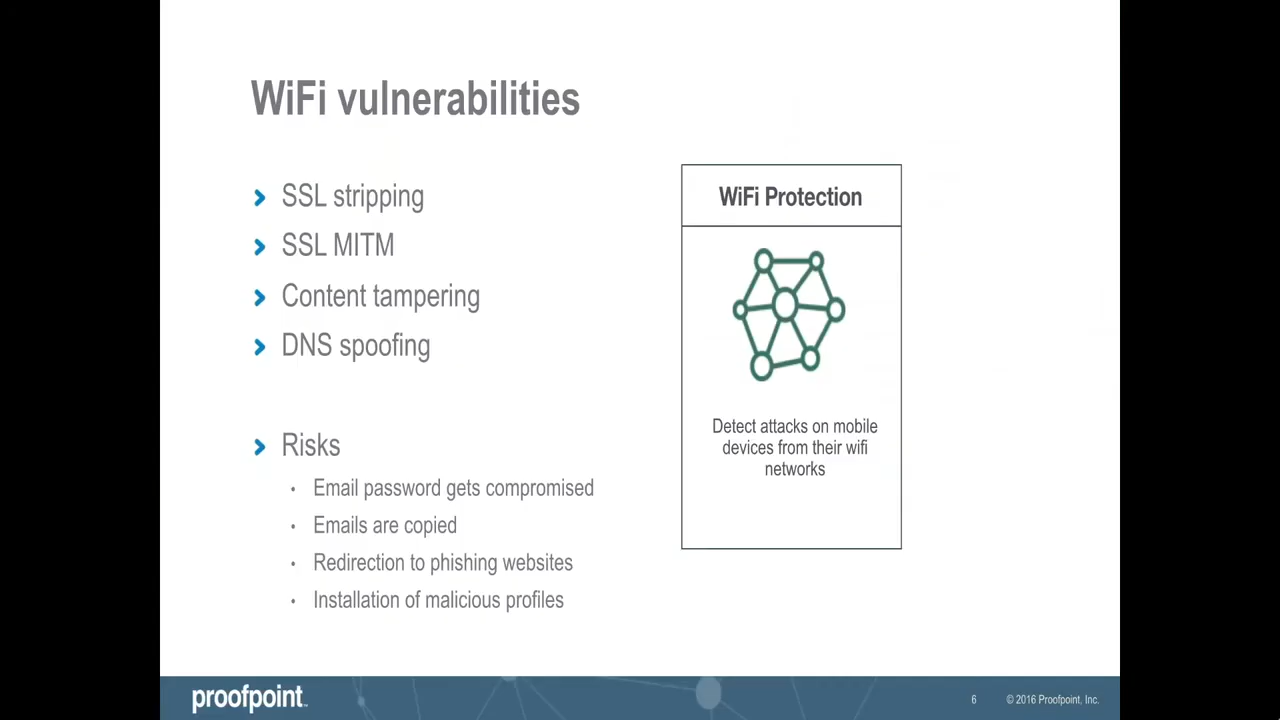 WiFi vulnerabilities
SSL stripping
SSL MITM
Content tampering
DNS spoofing
Risks
Email password gets compromised
Emails are copied
Redirection to phishing websites
Installation of malicious profiles
WiFi Protection
Detect attacks on mobile
devices from their wifi
networks
proofpoint™
6
© 2016 Proofpoint, Inc.